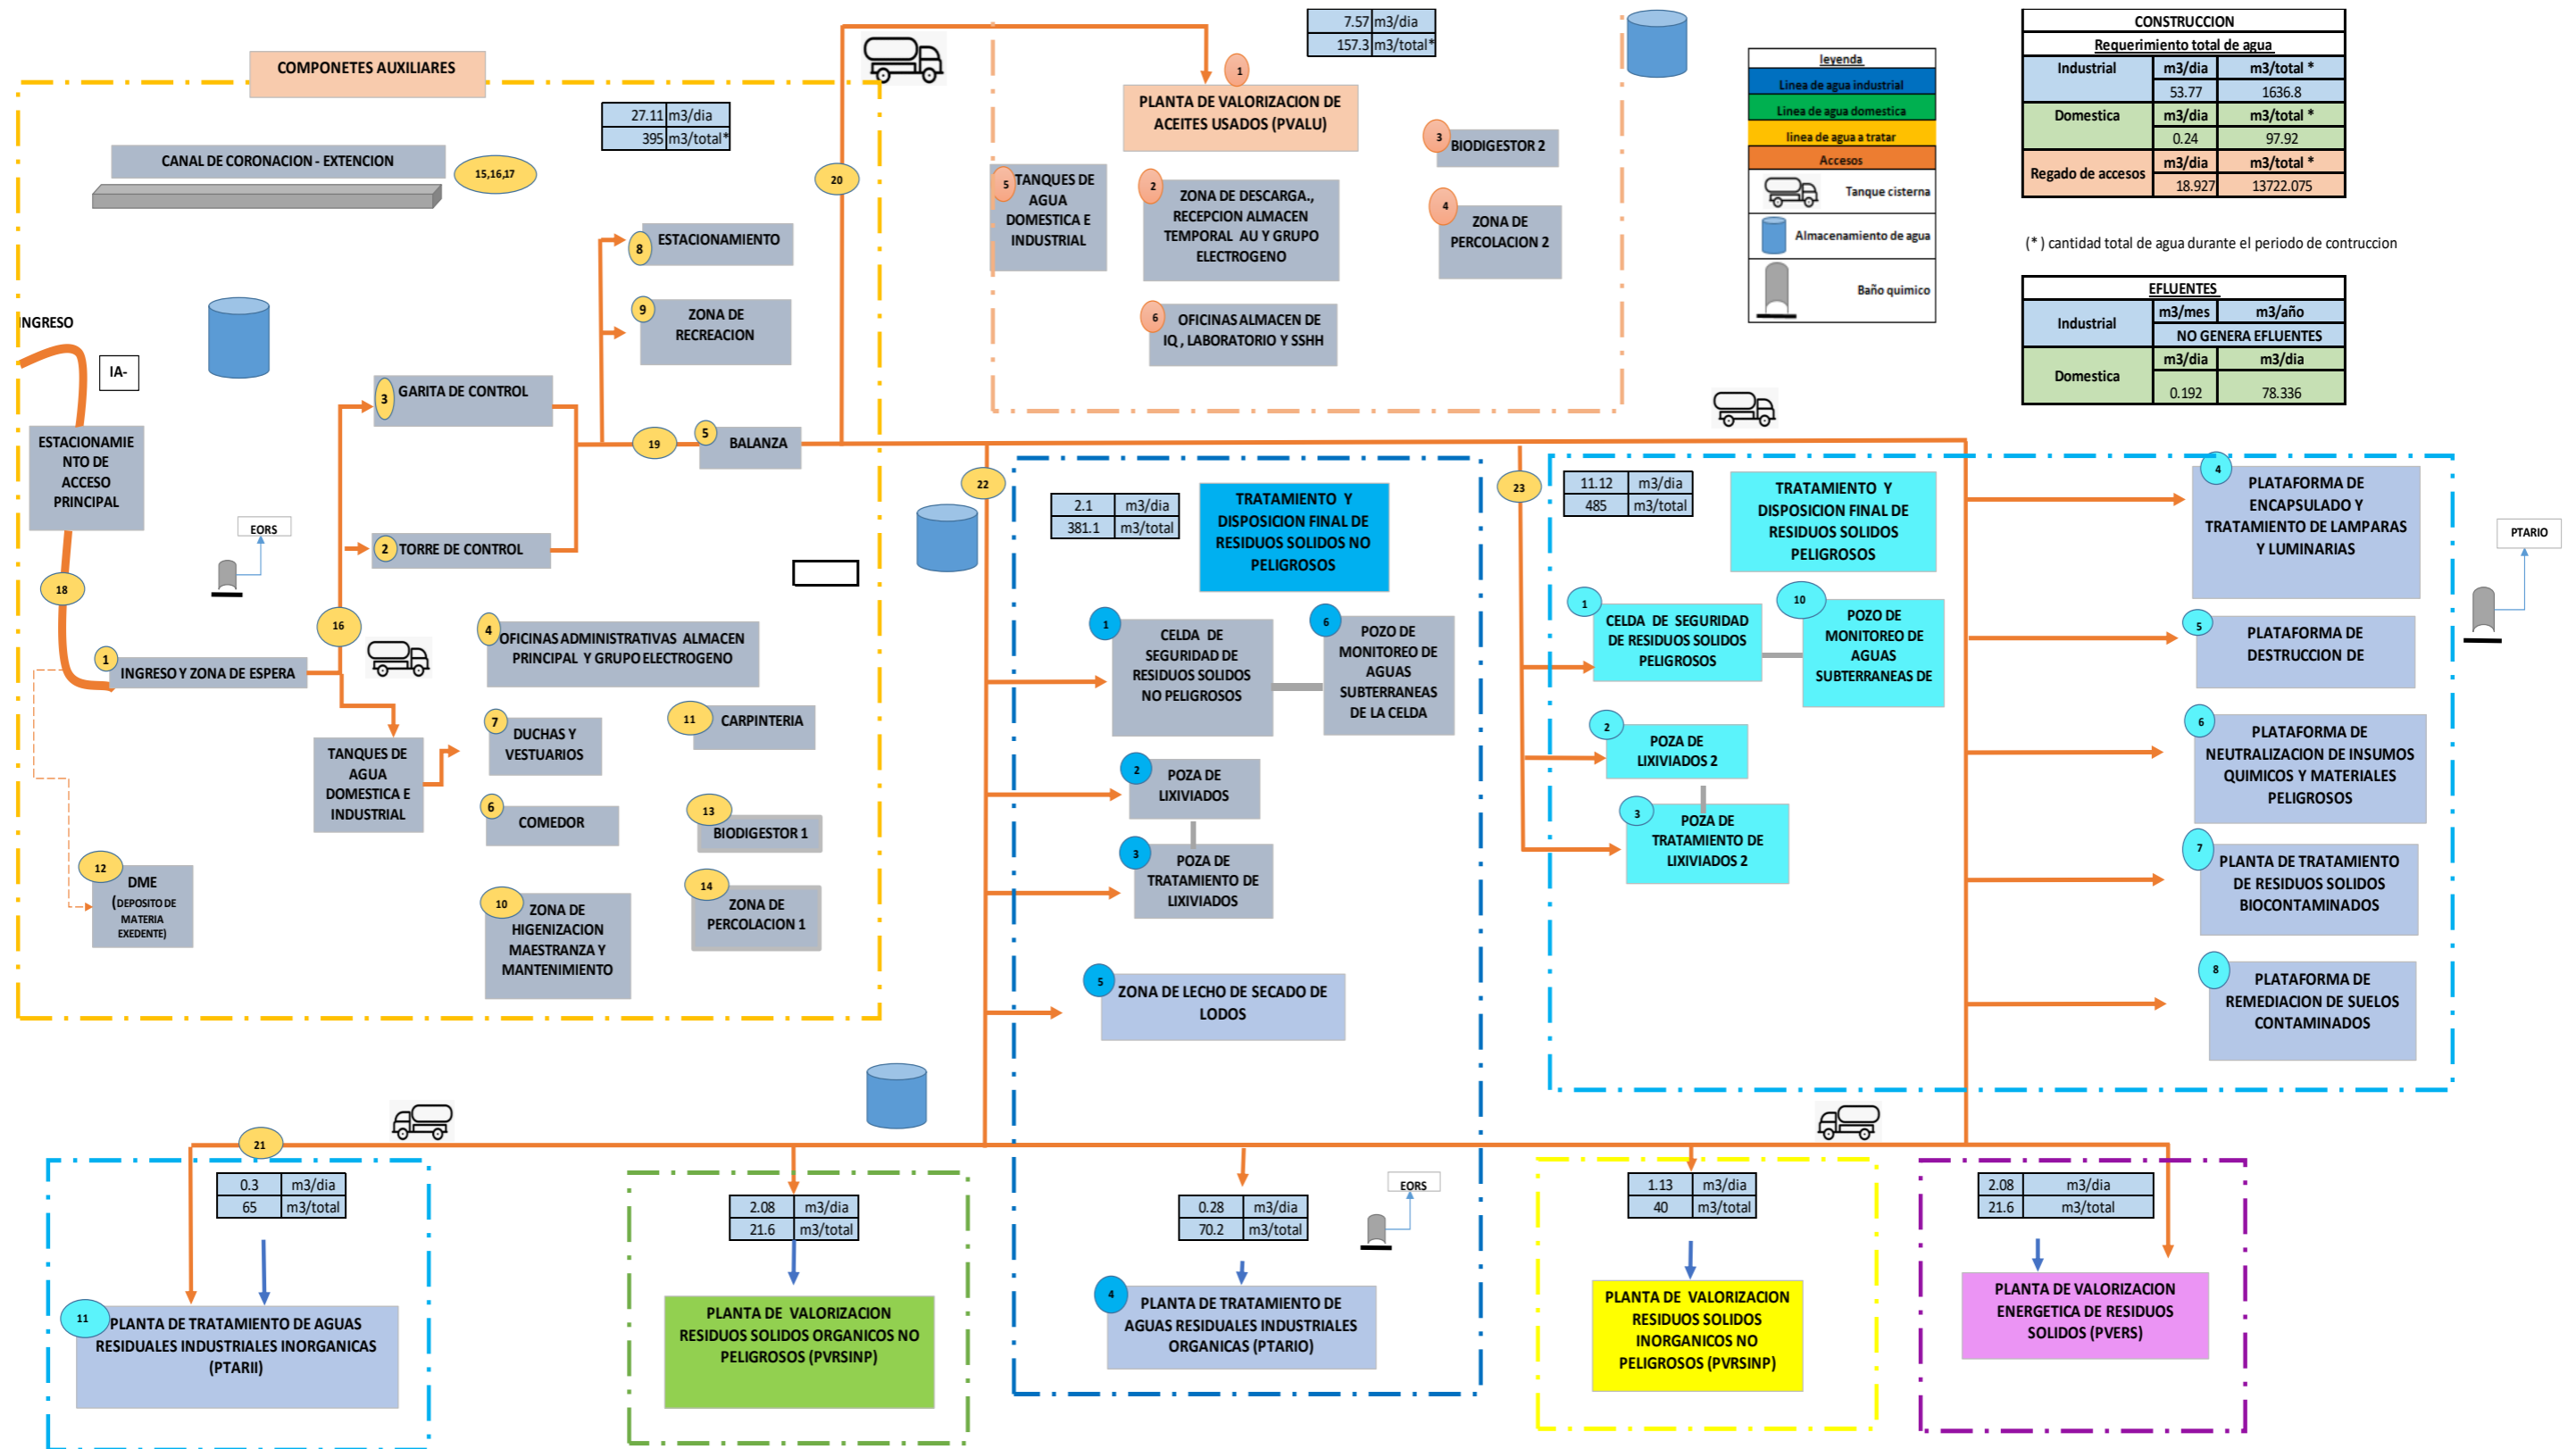 COMPONETES AUXILIARES
27.11 m3/dia
395 m3/total*
CANAL DE CORONACION - EXTENCION
15,16,17
INGRESO
IA-
ESTACIONAMIE
NTO DE
ACCESO
PRINCIPAL
18
EORS
1
INGRESO Y ZONA DE ESPERA
16
3
GARITA DE CONTROL
2
TORRE DE CONTROL
8
ESTACIONAMIENTO
9
ZONA DE
RECREACION
19
5
BALANZA
20
4
OFICINAS ADMINISTRATIVAS ALMACEN
PRINCIPAL Y GRUPO ELECTROGENO
7
DUCHAS Y
VESTUARIOS
11
CARPINTERIA
TANQUES DE
AGUA
DOMESTICA E
INDUSTRIAL
6
COMEDOR
13
BIODIGESTOR 1
12
DME
(DEPOSITO DE
MATERIA
EXEDENTE)
10
ZONA DE
HIGENIZACION
MAESTRANZA Y
MANTENIMIENTO
14
ZONA DE
PERCOLACION 1
7.57 m3/dia
157.3 m3/total*
1
PLANTA DE VALORIZACION DE
ACEITES USADOS (PVALU)
3
BIODIGESTOR 2
5
TANQUES DE
AGUA
DOMESTICA E
INDUSTRIAL
2
ZONA DE DESCARGA.,
RECEPCION ALMACEN
TEMPORAL AU Y GRUPO
ELECTROGENO
4
ZONA DE
PERCOLACION 2
6
OFICINAS ALMACEN DE
IQ , LABORATORIO Y SSHH
leyenda
Linea de agua industrial
Linea de agua domestica
linea de agua a tratar
Accesos
Tanque cisterna
Almacenamiento de agua
Baño quimico
CONSTRUCCION
Requerimiento total de agua
Industrial m3/dia m3/total *
53.77 1636.8
Domestica m3/dia m3/total *
0.24 97.92
Regado de accesos m3/dia m3/total *
18.927 13722.075
(*) cantidad total de agua durante el periodo de contruccion
EFLUENTES
Industrial m3/mes m3/año
NO GENERA EFLUENTES
Domestica m3/dia m3/dia
0.192 78.336
22
2.1 m3/dia
381.1 m3/total
TRATAMIENTO Y
DISPOSICION FINAL DE
RESIDUOS SOLIDOS NO
PELIGROSOS
1
CELDA DE
SEGURIDAD DE
RESIDUOS SOLIDOS
NO PELIGROSOS
6
POZO DE
MONITOREO DE
AGUAS
SUBTERRANEAS
DE LA CELDA
2
POZA DE
LIXIVIADOS
3
POZA DE
TRATAMIENTO DE
LIXIVIADOS
5
ZONA DE LECHO DE SECADO DE
LODOS
23
11.12 m3/dia
485 m3/total
TRATAMIENTO Y
DISPOSICION FINAL DE
RESIDUOS SOLIDOS
PELIGROSOS
1
CELDA DE SEGURIDAD
DE RESIDUOS SOLIDOS
PELIGROSOS
10
POZO DE
MONITOREO DE
AGUAS
SUBTERRANEAS DE
2
POZA DE
LIXIVIADOS 2
3
POZA DE
TRATAMIENTO DE
LIXIVIADOS 2
4
PLATAFORMA DE
ENCAPSULADO Y
TRATAMIENTO DE LAMPARAS
Y LUMINARIAS
PTARIO
5
PLATAFORMA DE
DESTRUCCION DE
6
PLATAFORMA DE
NEUTRALIZACION DE INSUMOS
QUIMICOS Y MATERIALES
PELIGROSOS
7
PLANTA DE TRATAMIENTO
DE RESIDUOS SOLIDOS
BIOCONTAMINADOS
8
PLATAFORMA DE
REMEDIACION DE SUELOS
CONTAMINADOS
21
0.3 m3/dia
65 m3/total
11
PLANTA DE TRATAMIENTO DE AGUAS
RESIDUALES INDUSTRIALES INORGANICAS
(PTARII)
2.08 m3/dia
21.6 m3/total
PLANTA DE VALORIZACION
RESIDUOS SOLIDOS ORGANICOS NO
PELIGROSOS (PVRSINP)
0.28 m3/dia
70.2 m3/total
EORS
4
PLANTA DE TRATAMIENTO DE
AGUAS RESIDUALES INDUSTRIALES
ORGANICAS (PTARIO)
1.13 m3/dia
40 m3/total
PLANTA DE VALORIZACION
RESIDUOS SOLIDOS
INORGANICOS NO
PELIGROSOS (PVRSINP)
2.08 m3/dia
21.6 m3/total
PLANTA DE VALORIZACION
ENERGETICA DE RESIDUOS
SOLIDOS (PVERS)